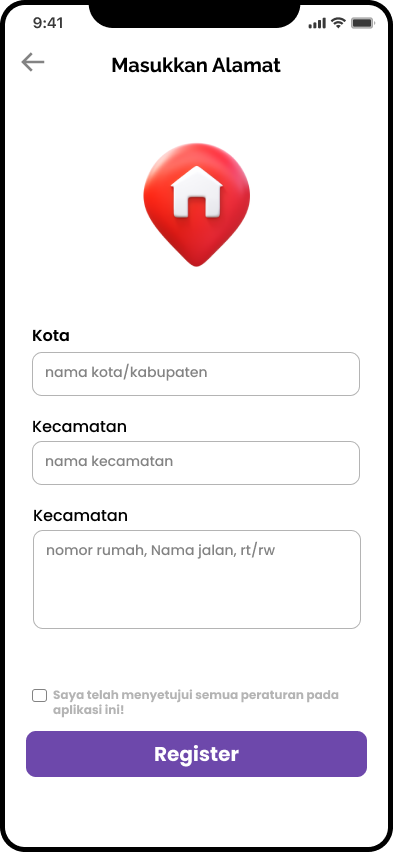 9:41
Masukkan Alamat
Kota
nama kota/kabupaten
Kecamatan
nama kecamatan
Kecamatan
nomor rumah, Nama jalan, rt/rw
Saya telah menyetujui semua peraturan pada
aplikasi ini!
Register